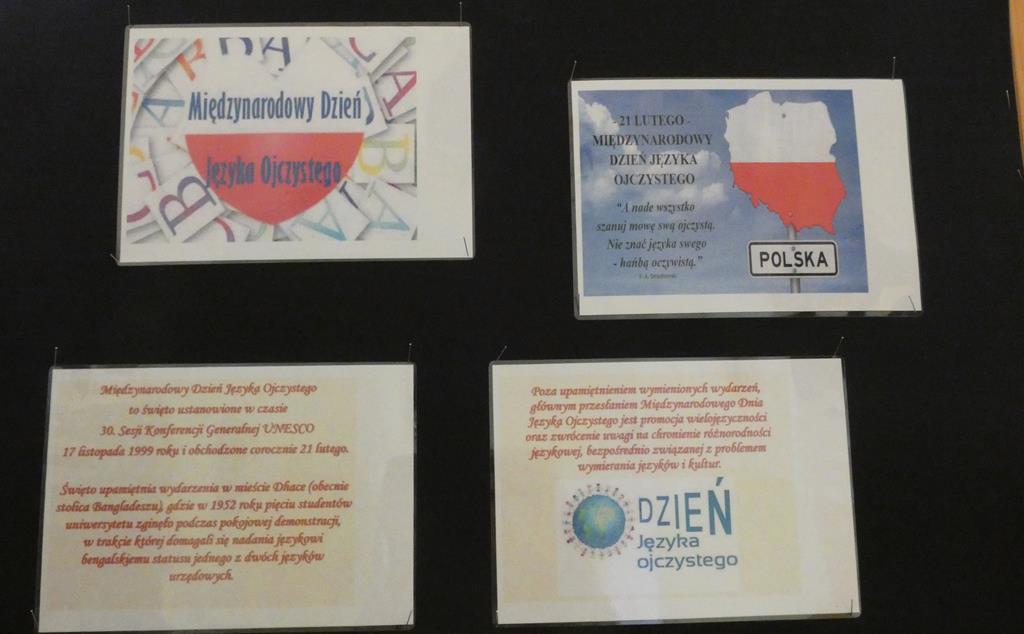 Międzynarodowy Dzień
Języka Ojczystego
- 21 LUTEGO -
MIĘDZYNARODOWY
DZIEŃ JĘZYKA
OJCZYSTEGO
"A nade wszystko
szanuj mowę swą ojczystą.
Nie znać języka swego
- hańbą oczywistą."
POLSKA
Międzynarodowy Dzień Języka Ojczystego
to święto ustanowione w czasie
30. Sesji Konferencji Generalnej UNESCO
17 listopada 1999 roku i obchodzone corocznie 21 lutego.
Święto upamiętnia wydarzenia w mieście Dhace (obecnie
stolica Bangladeszu), gdzie w 1952 roku pięciu studentów
uniwersytetu zginęło podczas pokojowej demonstracji,
w trakcie której domagali się nadania językowi
bengalskiemu statusu jednego z dwóch języków
urzędowych.
Poza upamiętnieniem wymienionych wydarzeń,
głównym przesłaniem Międzynarodowego Dnia
Języka Ojczystego jest promocja wielojęzyczności
oraz zwrócenie uwagi na chronienie różnorodności
językowej, bezpośrednio związanej z problemem
wymierania języków i kultur.
DZIEŃ
Języka
ojczystego